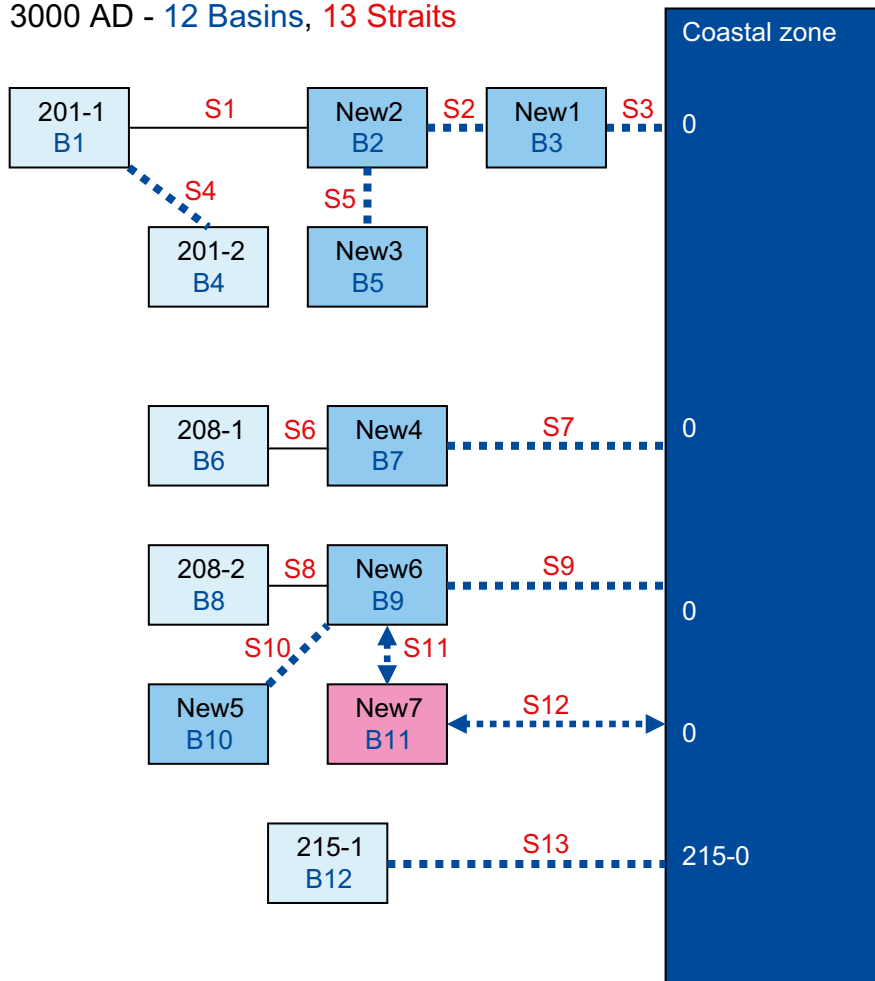 3000 AD - 12 Basins, 13 Straits
Coastal zone
201-1
B1
S1
New2
B2
S2
New1
B3
S3
0
S4
S5
201-2
B4
New3
B5
208-1
B6
S6
New4
B7
S7
0
208-2
B8
S8
New6
B9
S9
0
S10
S11
New5
B10
New7
B11
S12
0
215-1
B12
S13
215-0